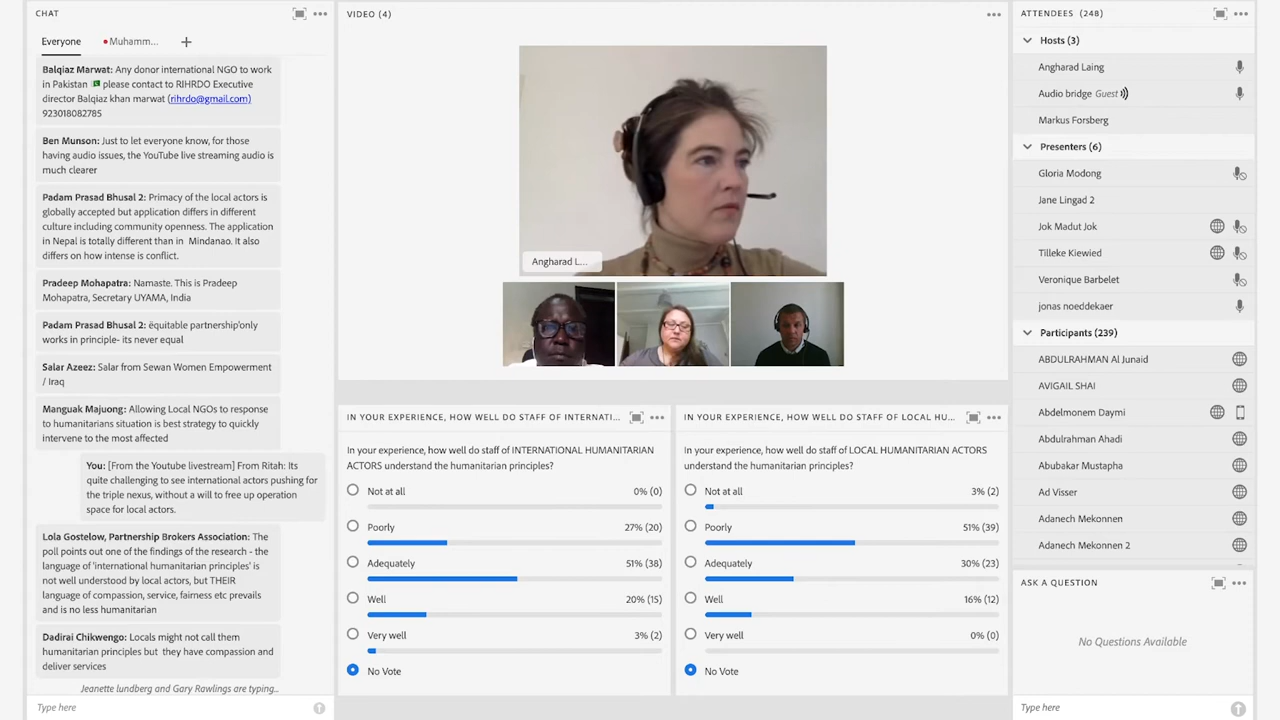 CHAT
Everyone
Muhamm...
Balqiaz Marwat: Any donor international NGO to work
in Pakistan 🇵🇰 please contact to RIHRDO Executive
director Balqiaz khan marwat (rihrdo@gmail.com)
923018082785
Ben Munson: Just to let everyone know, for those
having audio issues, the YouTube live streaming audio is
much clearer
Padam Prasad Bhusal 2: Primacy of the local actors is
globally accepted but application differs in different
culture including community openness. The application
in Nepal is totally different than in Mindanao. It also
differs on how intense is conflict.
Pradeep Mohapatra: Namaste. This is Pradeep
Mohapatra, Secretary UYAMA, India
Padam Prasad Bhusal 2: ëquitable partnership'only
works in principle- its never equal
Salar Azeez: Salar from Sewan Women Empowerment
/ Iraq
Manguak Majuong: Allowing Local NGOs to response
to humanitarians situation is best strategy to quickly
intervene to the most affected
You: [From the Youtube livestream] From Ritah: Its
quite challenging to see international actors pushing for
the triple nexus, without a will to free up operation
space for local actors.
Lola Gostelow, Partnership Brokers Association: The
poll points out one of the findings of the research - the
language of 'international humanitarian principles' is
not well understood by local actors, but THEIR
language of compassion, service, fairness etc prevails
and is no less humanitarian
Dadirai Chikwengo: Locals might not call them
humanitarian principles but they have compassion and
deliver services
Jeanette lundberg and Gary Rawlings are typing...
Type here
VIDEO (4)
Angharad L...
IN YOUR EXPERIENCE, HOW WELL DO STAFF OF INTERNATI...
In your experience, how well do staff of INTERNATIONAL HUMANITARIAN
ACTORS understand the humanitarian principles?
Not at all 0% (0)
Poorly 27% (20)
Adequately 51% (38)
Well 20% (15)
Very well 3% (2)
No Vote
IN YOUR EXPERIENCE, HOW WELL DO STAFF OF LOCAL HU...
In your experience, how well do staff of LOCAL HUMANITARIAN ACTORS
understand the humanitarian principles?
Not at all 3% (2)
Poorly 51% (39)
Adequately 30% (23)
Well 16% (12)
Very well 0% (0)
No Vote
ATTENDEES (248)
Hosts (3)
Angharad Laing
Audio bridge Guest
Markus Forsberg
Presenters (6)
Gloria Modong
Jane Lingad 2
Jok Madut Jok
Tilleke Kiewied
Veronique Barbelet
jonas noeddekaer
Participants (239)
ABDULRAHMAN Al Junaid
AVIGAIL SHAI
Abdelmonem Daymi
Abdulrahman Ahadi
Abubakar Mustapha
Ad Visser
Adanech Mekonnen
Adanech Mekonnen 2
ASK A QUESTION
No Questions Available
Type here